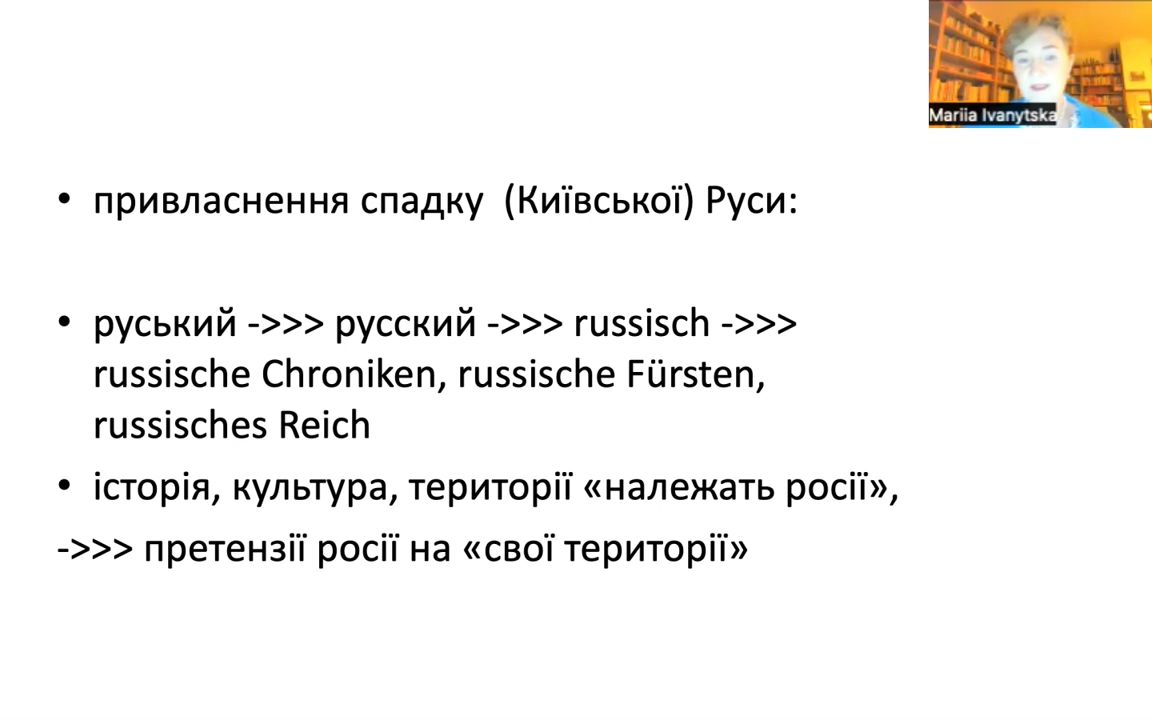 Mariia Ivanytska
• привласнення спадку (Київської) Руси:
• руський ->>> русский ->>> russisch ->>>
russische Chroniken, russische Fürsten,
russisches Reich
• історія, культура, території «належать росії»,
->>> претензії росії на «свої території»